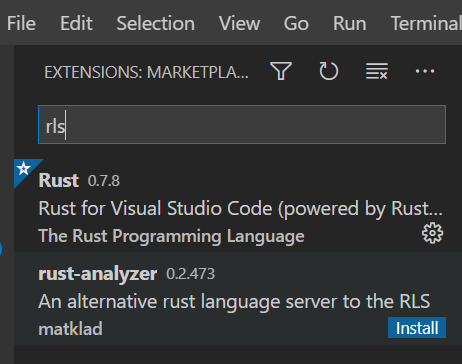 File Edit Selection View Go Run Terminal
EXTENSIONS: MARKETPLA...
rls
Rust 0.7.8
Rust for Visual Studio Code (powered by Rust...
The Rust Programming Language
rust-analyzer 0.2.473
An alternative rust language server to the RLS
matklad Install